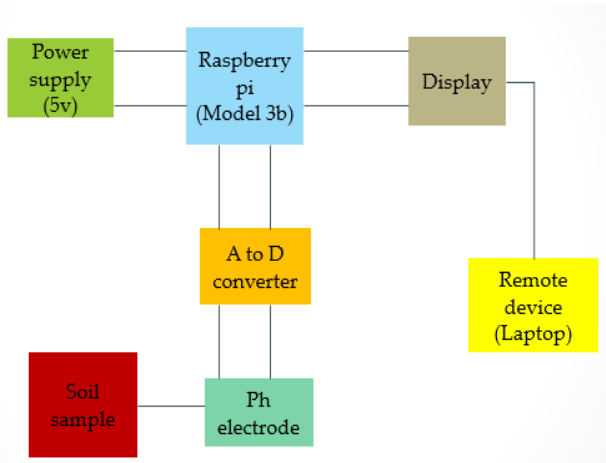 Power
supply
(5v)
Raspberry
pi
(Model 3b)
Display
A to D
converter
Remote
device
(Laptop)
Soil
sample
Ph
electrode